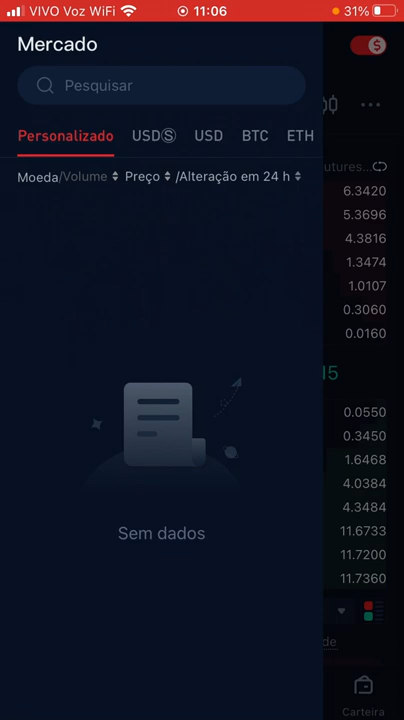 VIVO Voz WiFi 11:06 31%
Mercado
Pesquisar
Personalizado USDⓈ USD BTC ETH
Moeda/Volume Preço /Alteração em 24 h
6.3420
5.3696
4.3816
1.3474
1.0107
0.3060
0.0160
15
0.0550
0.3450
1.6468
4.0384
4.3484
11.6733
11.7200
11.7360
Sem dados
de
Carteira